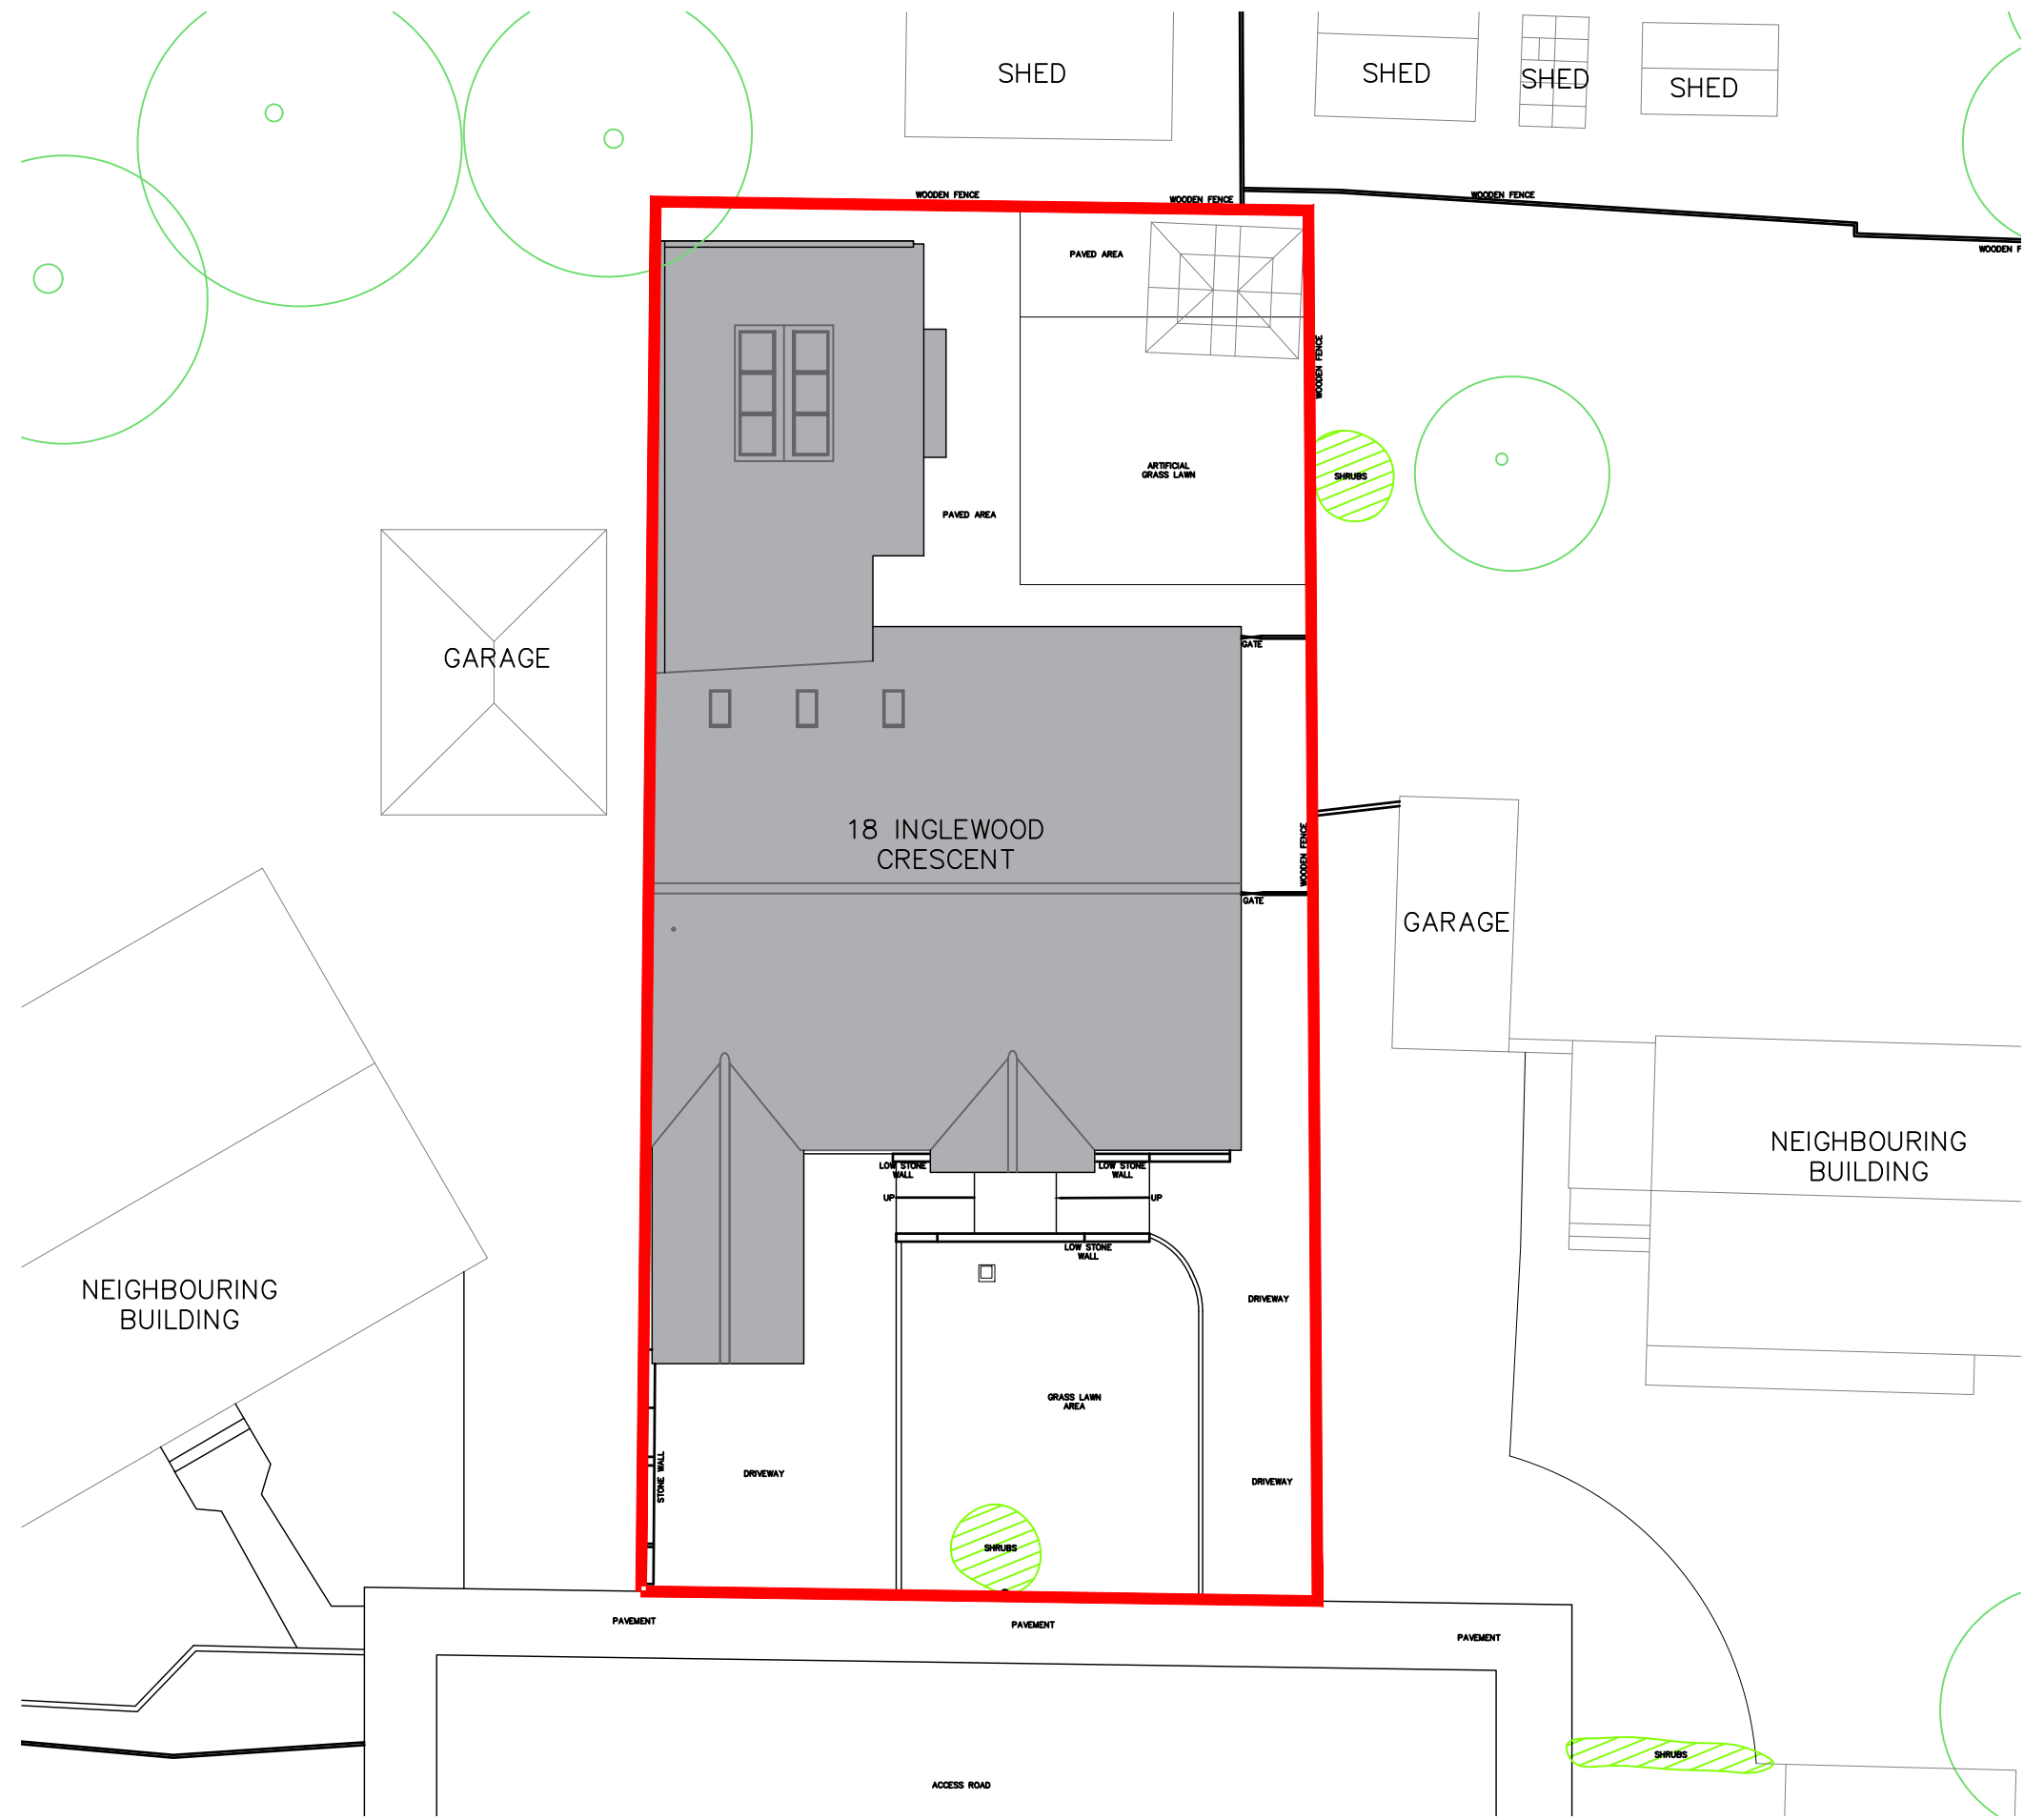 SHED
SHED
SHED
SHED
WOODEN FENCE
WOODEN FENCE
WOODEN FENCE
WOODEN F
PAVED AREA
WOODEN FENCE
ARTIFICIAL
GRASS LAWN
SHRUBS
PAVED AREA
GATE
GARAGE
18 INGLEWOOD
CRESCENT
WOODEN FENCE
GATE
GARAGE
NEIGHBOURING
BUILDING
LOW STONE
WALL
LOW STONE
WALL
UP
UP
LOW STONE
WALL
NEIGHBOURING
BUILDING
DRIVEWAY
GRASS LAWN
AREA
STONE WALL
DRIVEWAY
DRIVEWAY
SHRUBS
PAVEMENT
PAVEMENT
PAVEMENT
SHRUBS
ACCESS ROAD